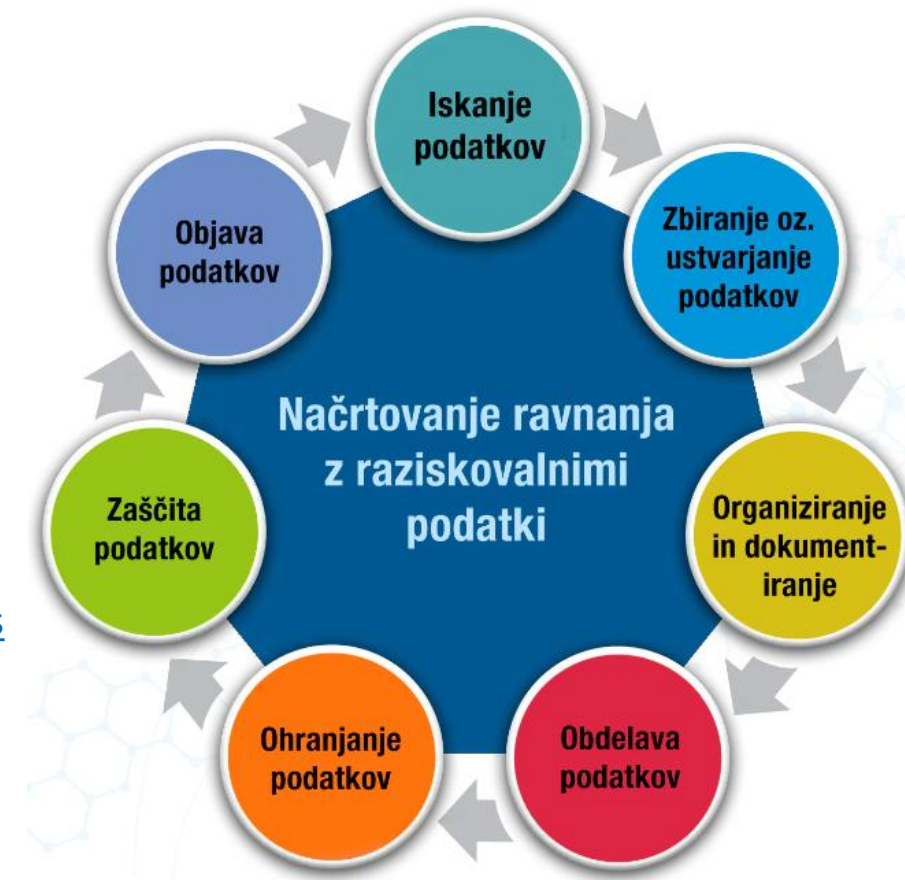 Iskanje
podatkov
Zbiranje oz.
ustvarjanje
podatkov
Organiziranje
in dokument-
iranje
Obdelava
podatkov
Ohranjanje
podatkov
Zaščita
podatkov
Objava
podatkov
Načrtovanje ravnanja
z raziskovalnimi
podatki
s